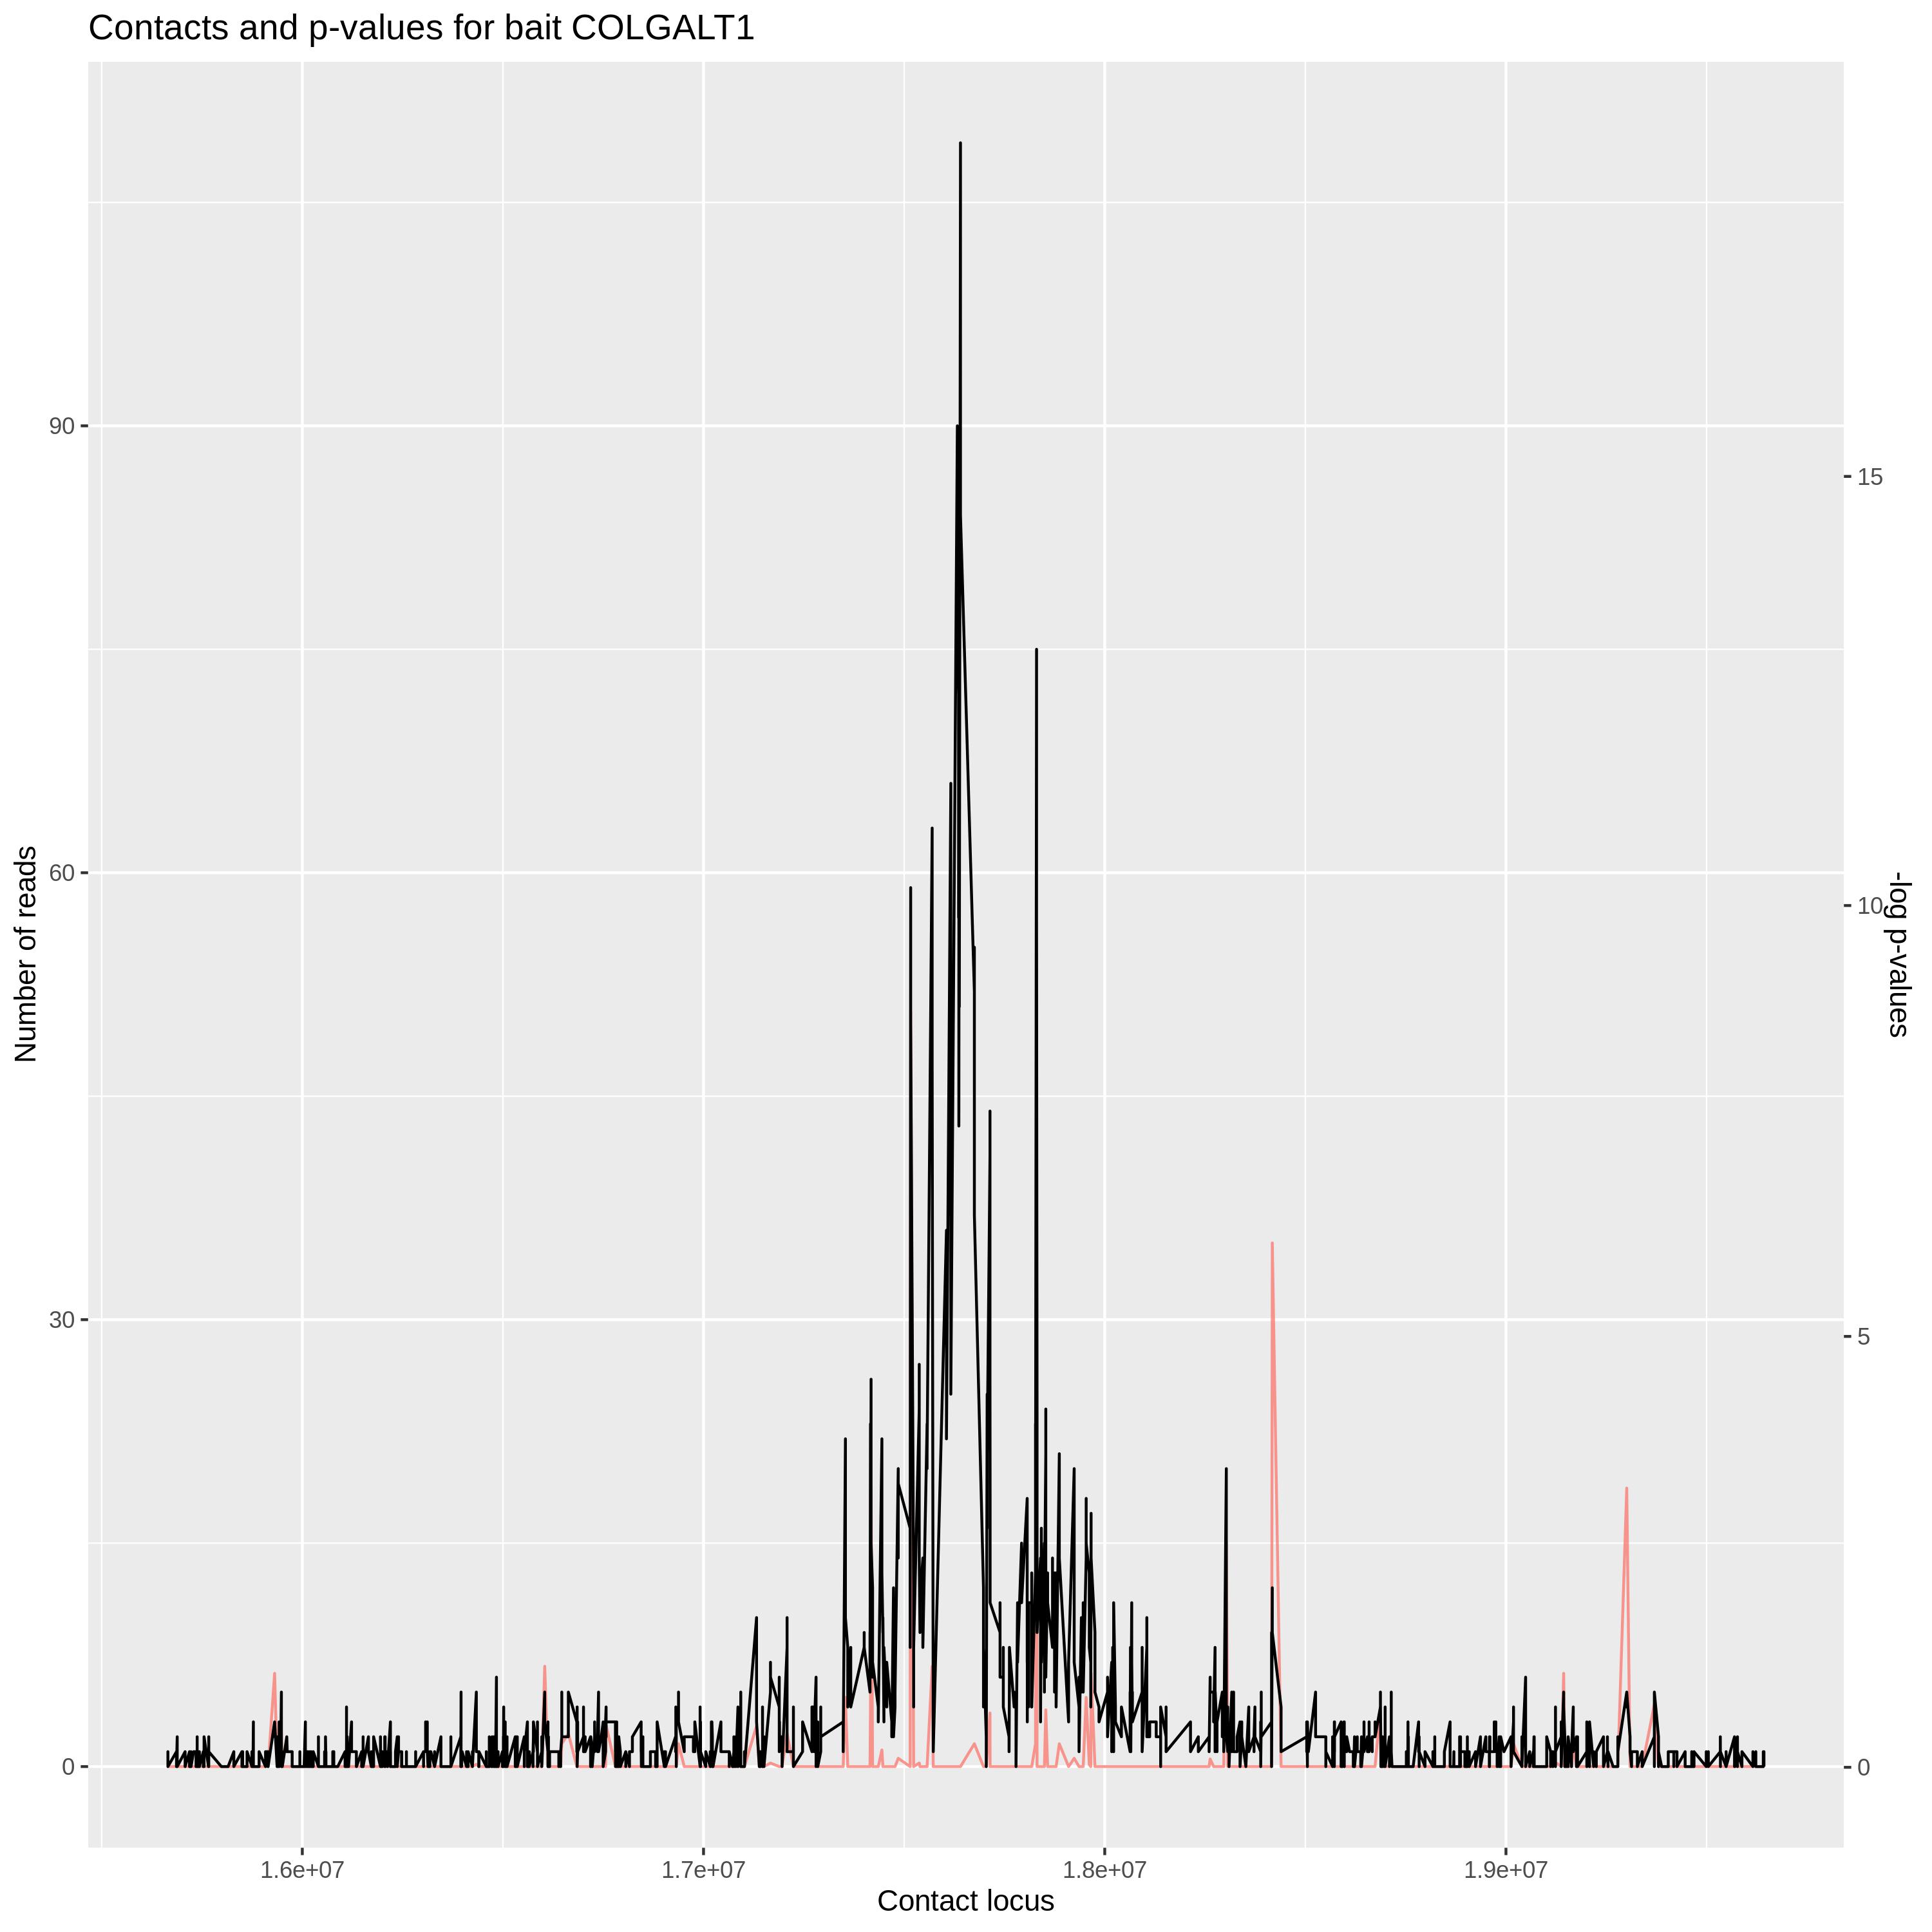 Contacts and p-values for bait COLGALT1
Number of reads
90
60
30
0
15
10
5
0
-log p-values
1.6e+07 1.7e+07 1.8e+07 1.9e+07
Contact locus